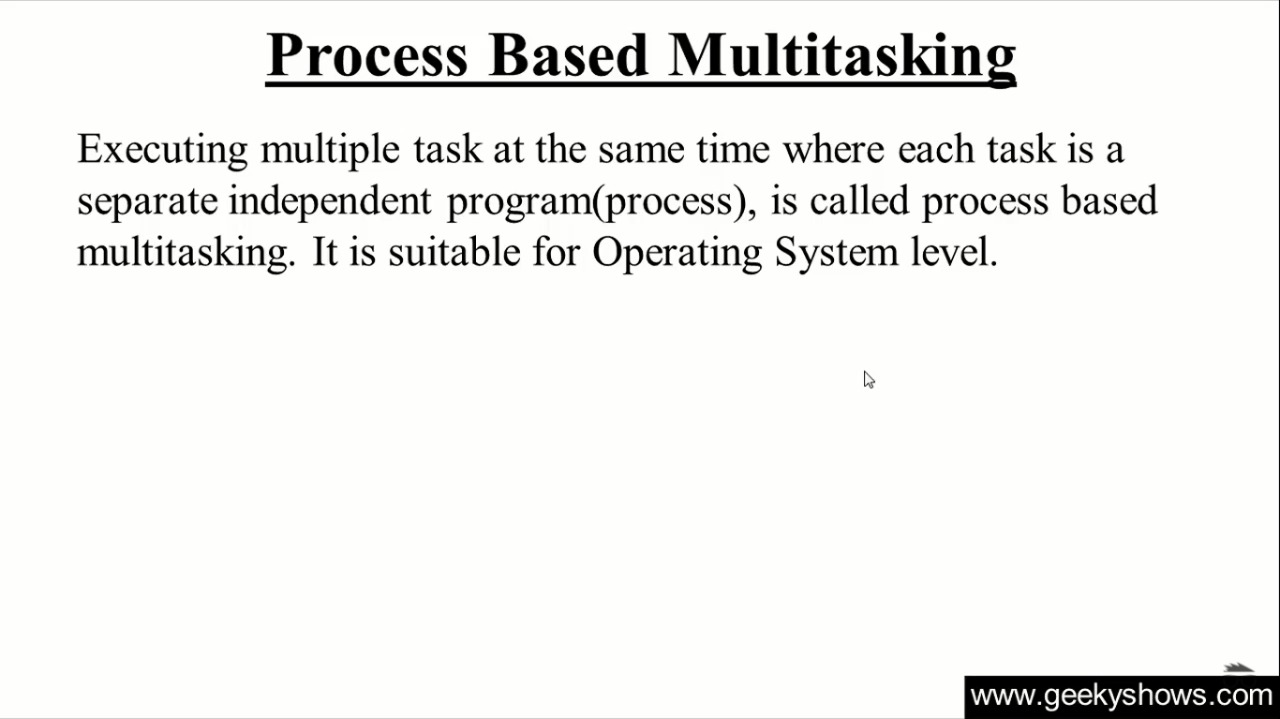 Process Based Multitasking
Executing multiple task at the same time where each task is a
separate independent program(process), is called process based
multitasking. It is suitable for Operating System level.
www.geekyshows.com